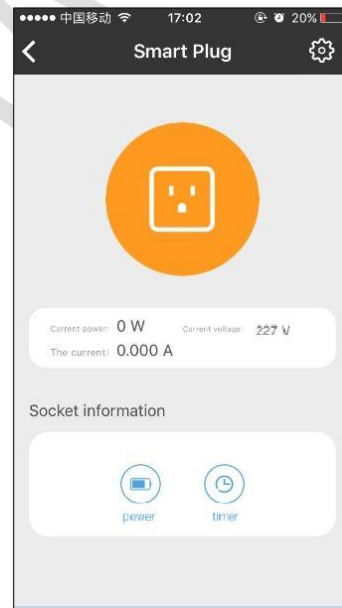 中国移动 17:02 20%
Smart Plug
Current power: 0 W Current voltage: 227 V
The current: 0.000 A
Socket information
power timer